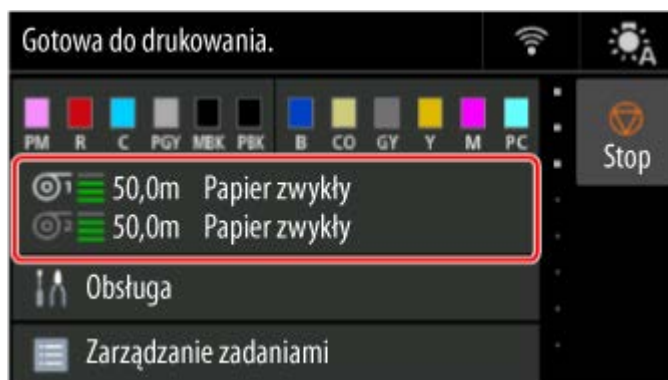 Gotowa do drukowania.
A
PM R C PGY MBK PBK B CO GY Y M PC
Stop
1 50,0m Papier zwykły
2 50,0m Papier zwykły
Obsługa
Zarządzanie zadaniami